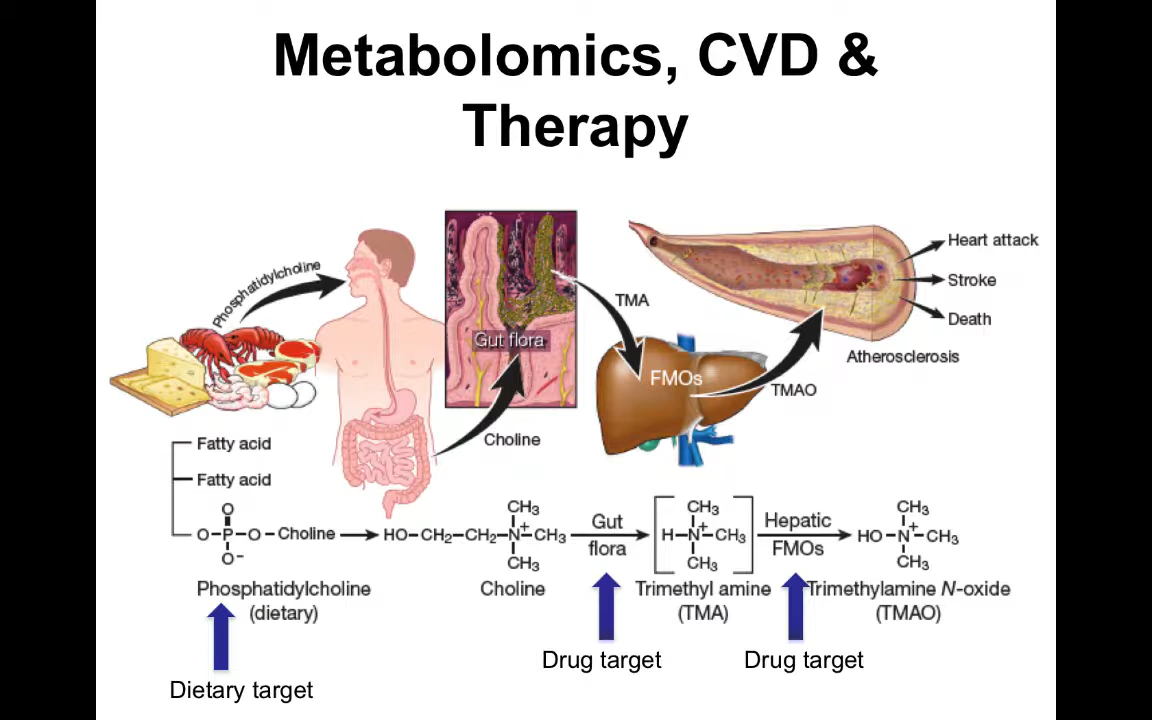 Metabolomics, CVD &
Therapy
Phosphatidylcholine
Gut flora
Choline
TMA
FMOs
TMAO
Heart attack
Stroke
Death
Atherosclerosis
Fatty acid
Fatty acid
O
O-P-O-Choline
O-
Phosphatidylcholine
(dietary)
CH3
HO-CH2-CH2-N+-CH3
CH3
Choline
Gut
flora
CH3
H-N+-CH3
CH3
Trimethyl amine
(TMA)
Hepatic
FMOs
CH3
HO-N+-CH3
CH3
Trimethylamine N-oxide
(TMAO)
Dietary target
Drug target
Drug target